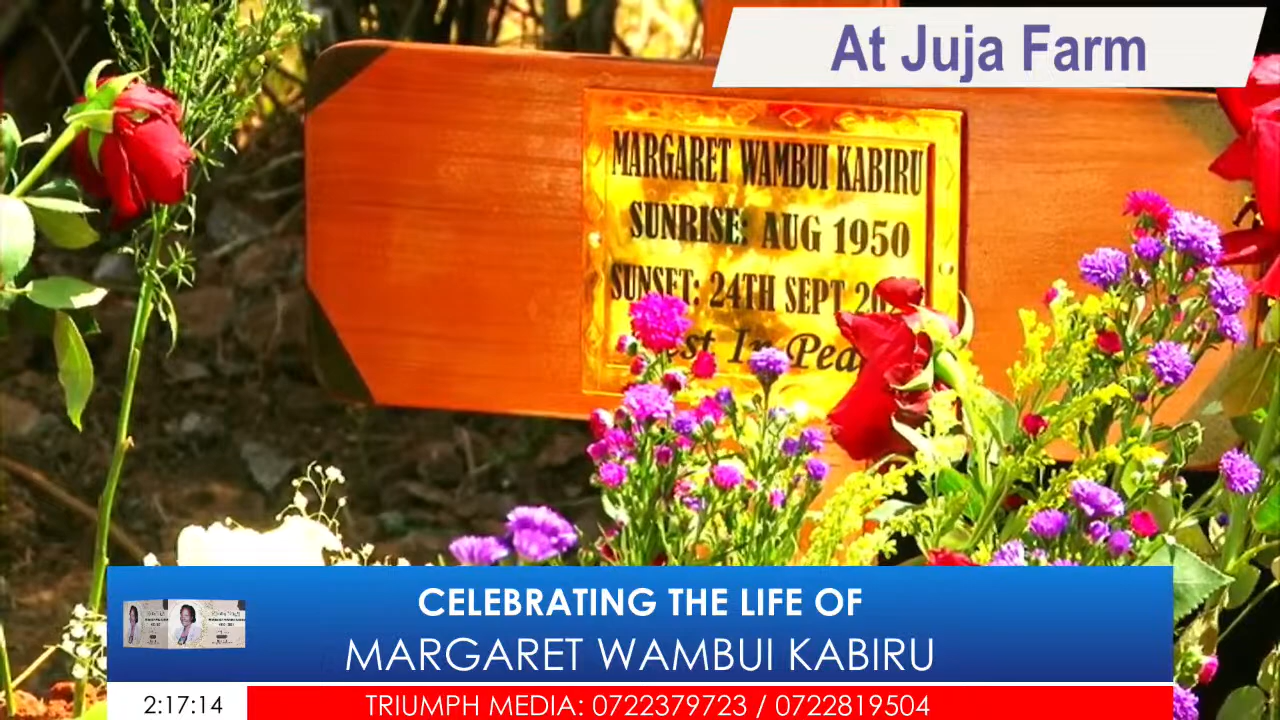 At Juja Farm
MARGARET WAMBUI KABIRU
SUNRISE: AUG 1950
SUNSET: 24TH SEPT
In
CELEBRATING THE LIFE OF
MARGARET WAMBUI KABIRU
2:17:14
TRIUMPH MEDIA: 0722379723 / 0722819504